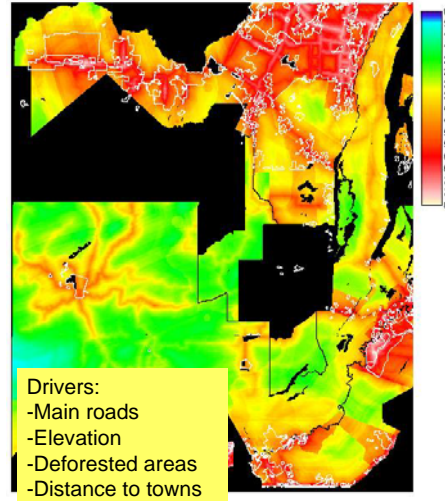 Drivers:
-Main roads
-Elevation
-Deforested areas
-Distance to towns